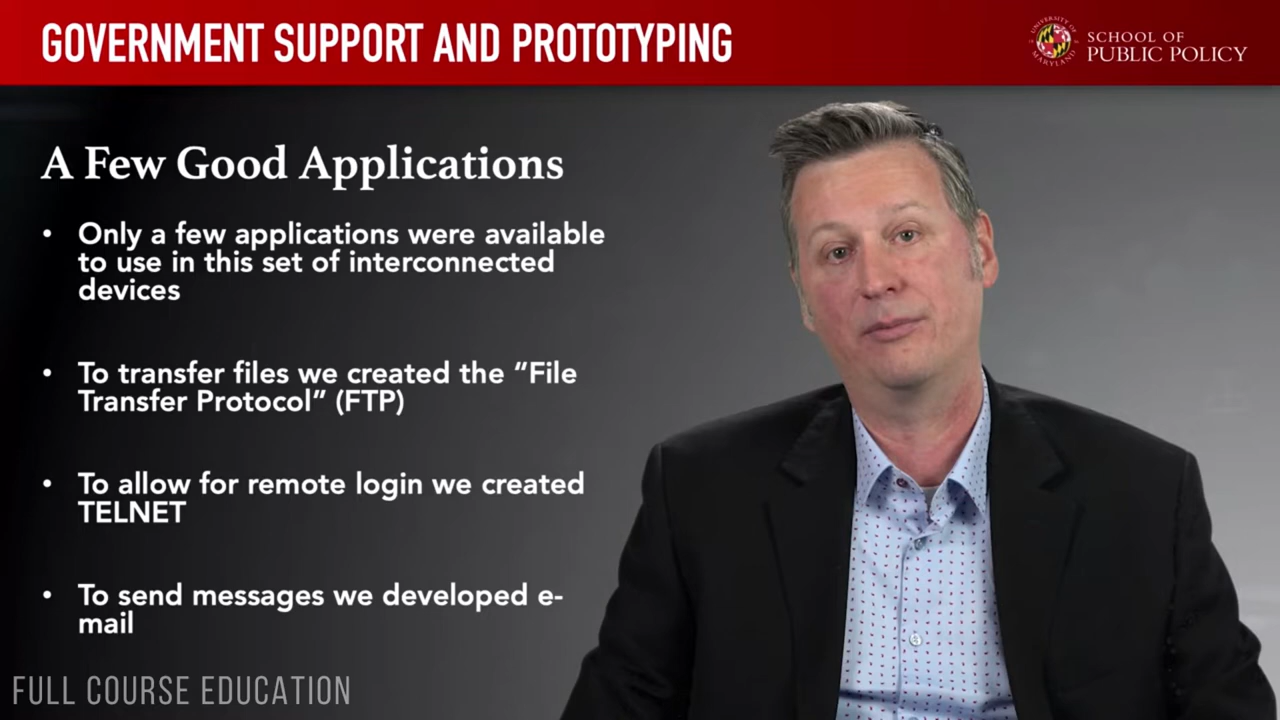 GOVERNMENT SUPPORT AND PROTOTYPING
UNIVERSITY OF MARYLAND
SCHOOL OF
PUBLIC POLICY
A Few Good Applications
• Only a few applications were available
to use in this set of interconnected
devices
• To transfer files we created the “File
Transfer Protocol” (FTP)
• To allow for remote login we created
TELNET
• To send messages we developed e-
mail
FULL COURSE EDUCATION